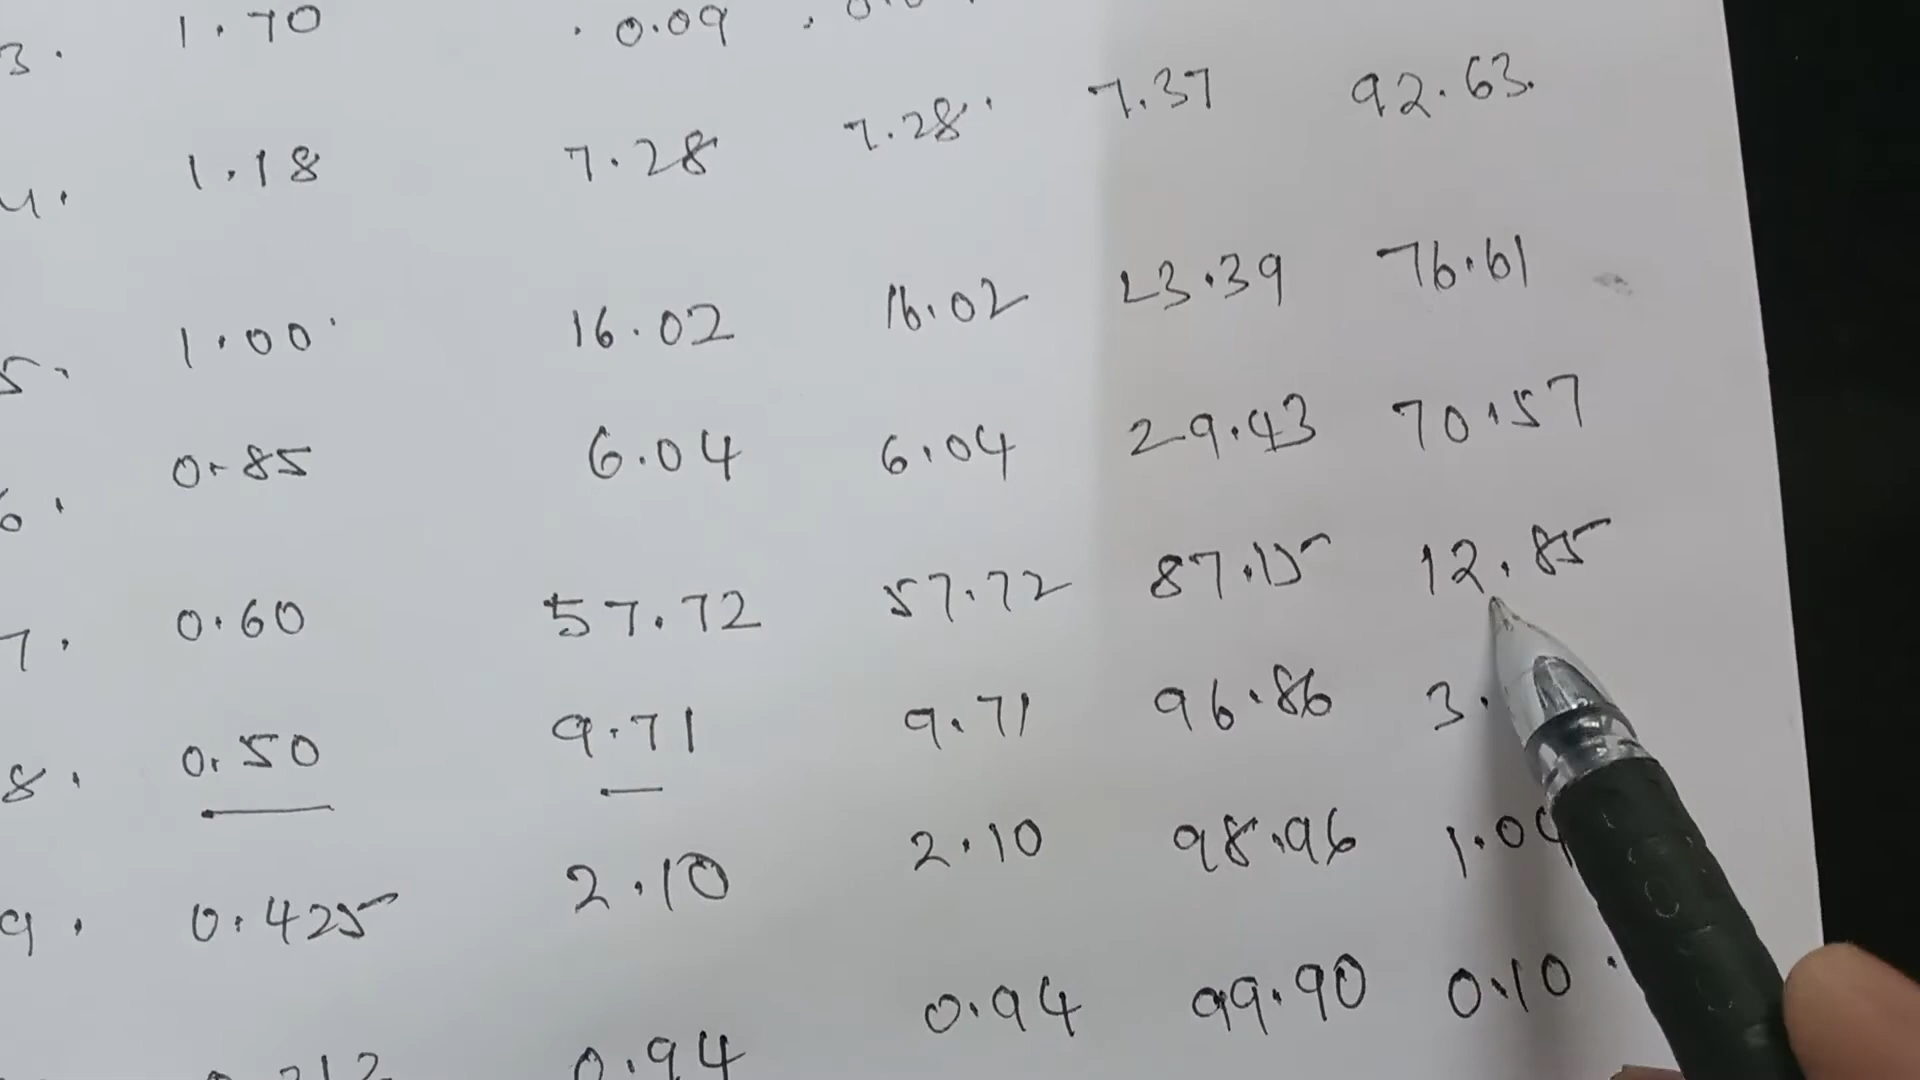 3. 1.70 0.09
4. 1.18 7.28 7.28 7.37 92.63
5. 1.00 16.02 16.02 23.39 76.61
6. 0.85 6.04 6.04 29.43 70.57
7. 0.60 57.72 57.72 87.15 12.85
8. 0.50 9.71 9.71 96.86 3.
9. 0.425 2.10 2.10 98.96 1.04
0.94 0.94 99.90 0.10